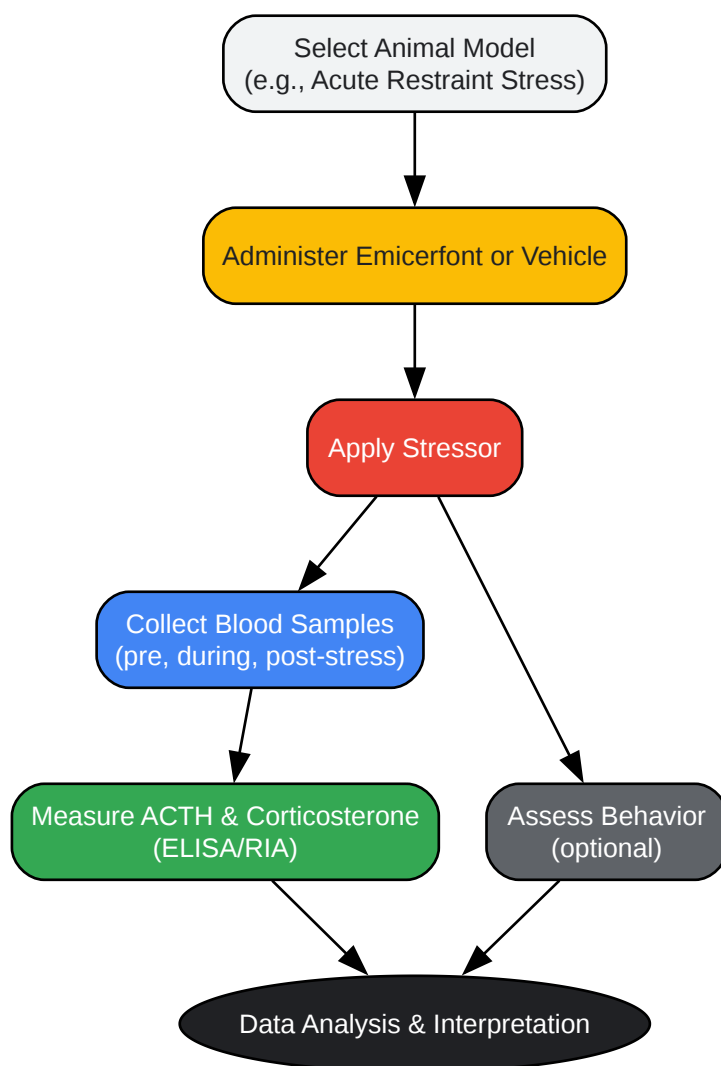 Select Animal Model
(e.g., Acute Restraint Stress)
Administer Emicerfont or Vehicle
Apply Stressor
Collect Blood Samples
(pre, during, post-stress)
Measure ACTH & Corticosterone
(ELISA/RIA)
Assess Behavior
(optional)
Data Analysis & Interpretation